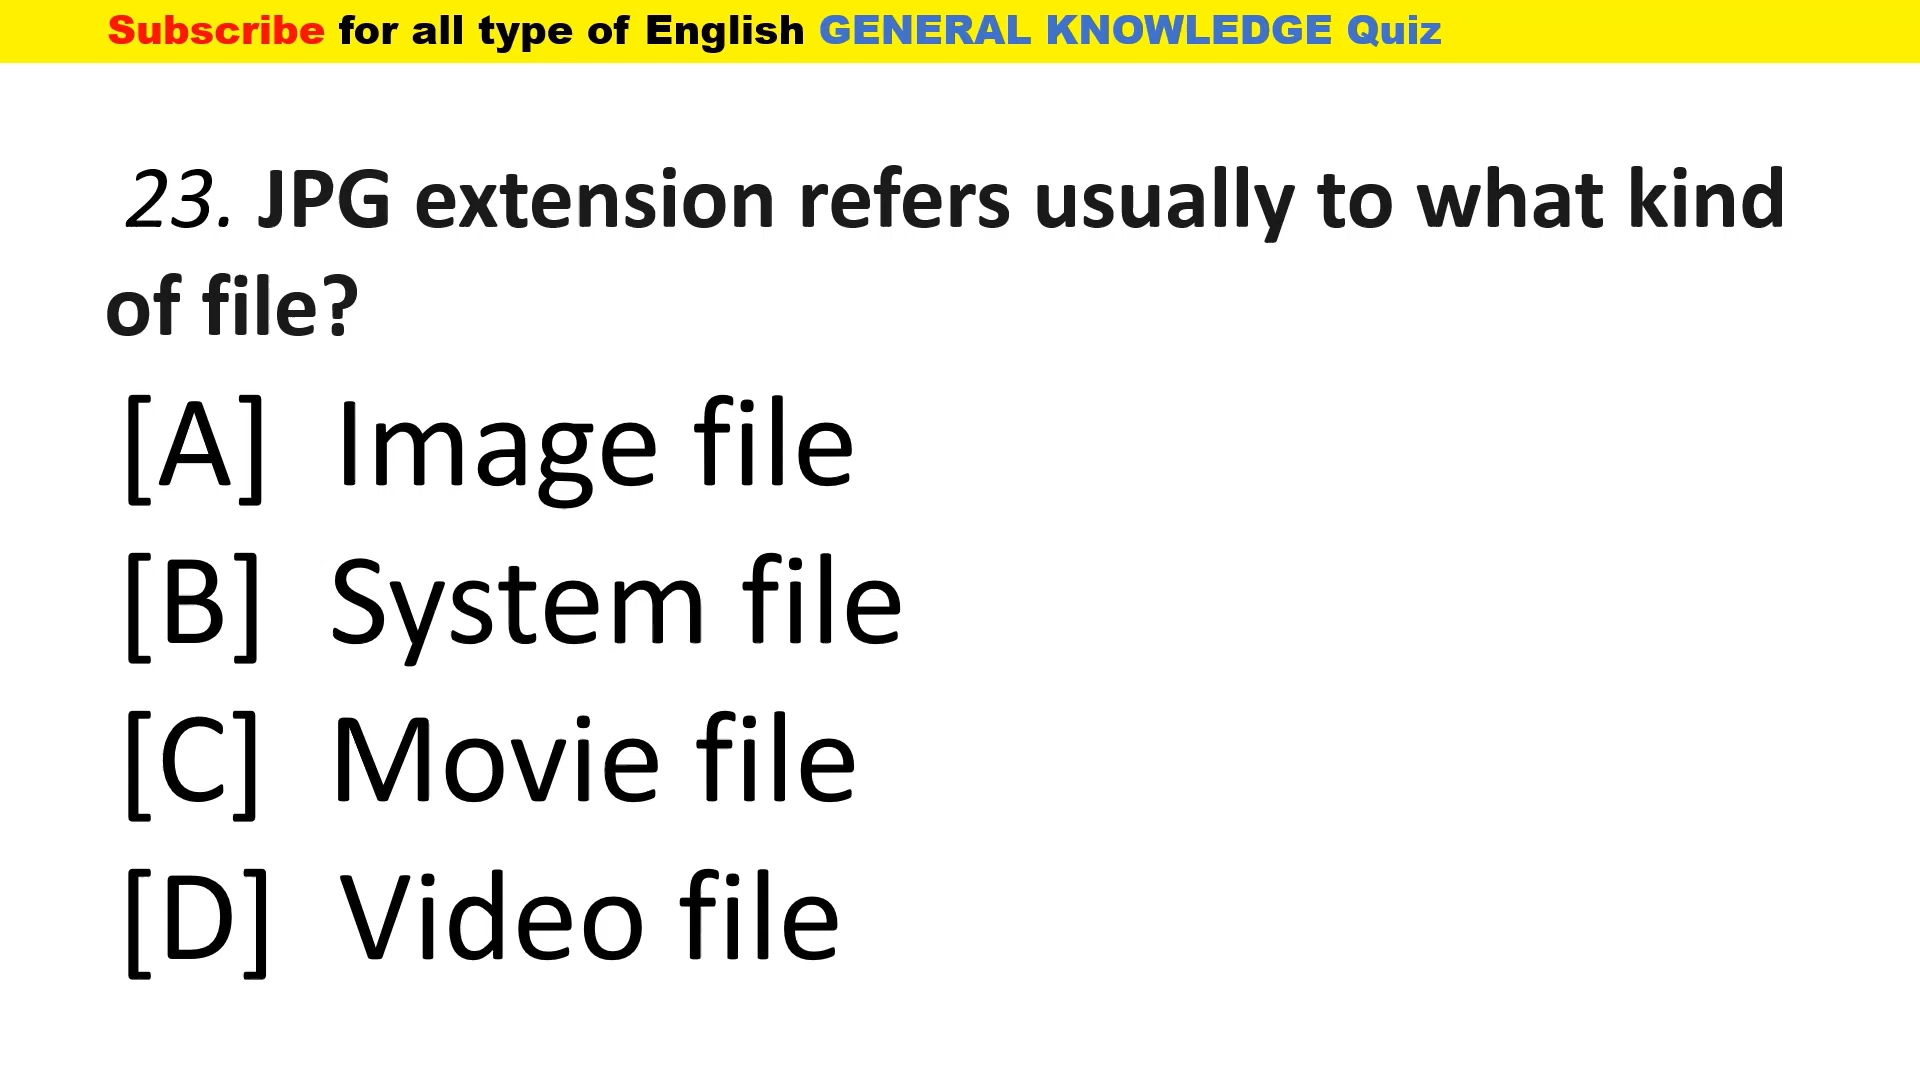 Subscribe for all type of English GENERAL KNOWLEDGE Quiz
23. JPG extension refers usually to what kind
of file?
[A] Image file
[B] System file
[C] Movie file
[D] Video file